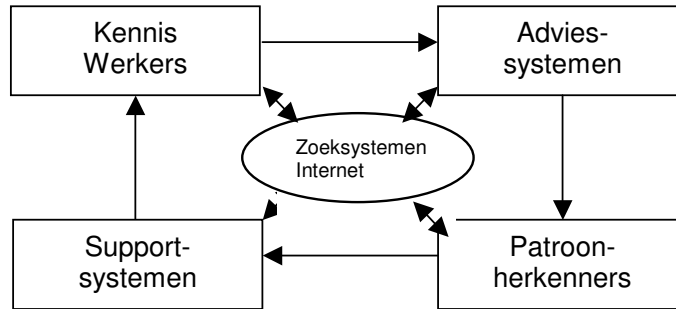 Kennis
Werkers
Advies-
systemen
Zoeksystemen
Internet
Support-
systemen
Patroon-
herkenners